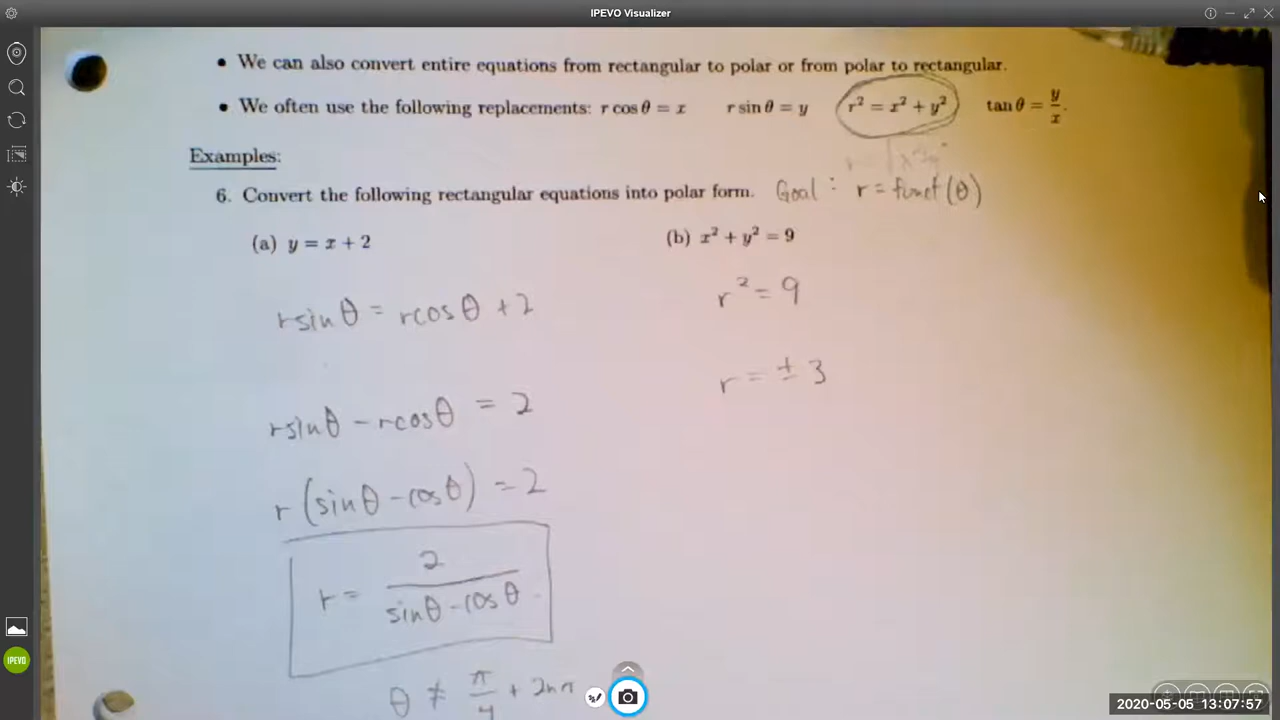 IPEVO Visualizer
• We can also convert entire equations from rectangular to polar or from polar to rectangular.
• We often use the following replacements: r cos θ = x r sin θ = y r² = x² + y² tan θ = y/x.
Examples:
6. Convert the following rectangular equations into polar form. Goal : r = funct(θ)
(a) y = x + 2
(b) x² + y² = 9
r sin θ = r cos θ + 2
r sin θ − r cos θ = 2
r (sin θ − cos θ) = 2
r = 2/(sin θ − cos θ)
θ ≠ π/4 + 2nπ
r² = 9
r = ± 3
IPEVO
2020-05-05 13:07:57